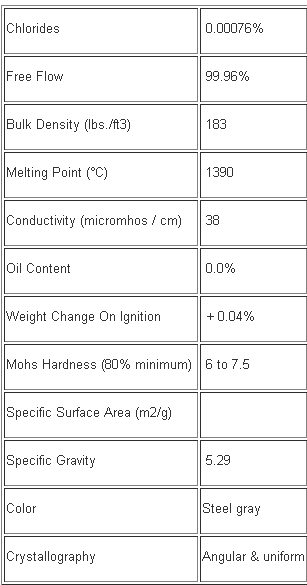 Chlorides 0.00076%
Free Flow 99.96%
Bulk Density (lbs./ft3) 183
Melting Point (°C) 1390
Conductivity (micromhos / cm) 38
Oil Content 0.0%
Weight Change On Ignition +0.04%
Mohs Hardness (80% minimum) 6 to 7.5
Specific Surface Area (m2/g)
Specific Gravity 5.29
Color Steel gray
Crystallography Angular & uniform